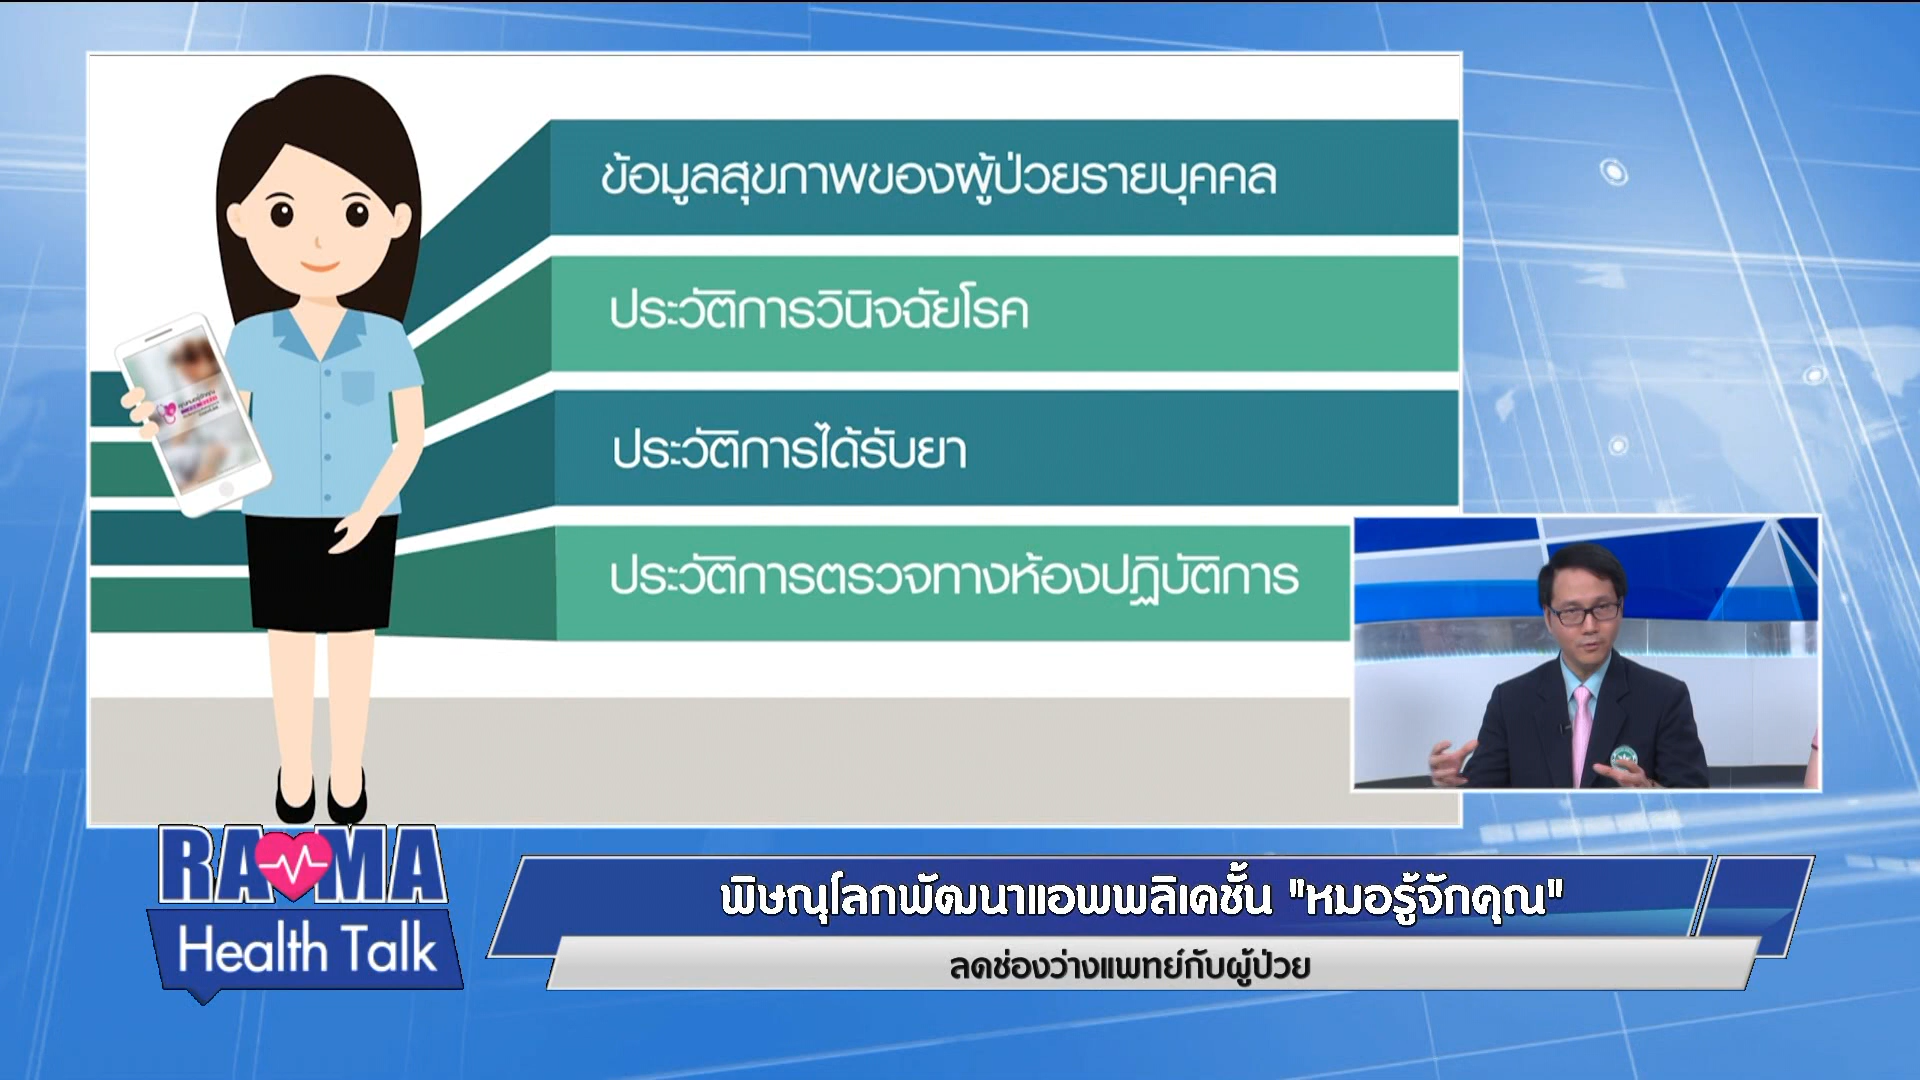 ข้อมูลสุขภาพของผู้ป่วยรายบุคคล
ประวัติการวินิจฉัยโรค
ประวัติการได้รับยา
ประวัติการตรวจทางห้องปฏิบัติการ
RAMA
Health Talk
พิษณุโลกพัฒนาแอพพลิเคชั้น "หมอรู้จักคุณ"
ลดช่องว่างแพทย์กับผู้ป่วย